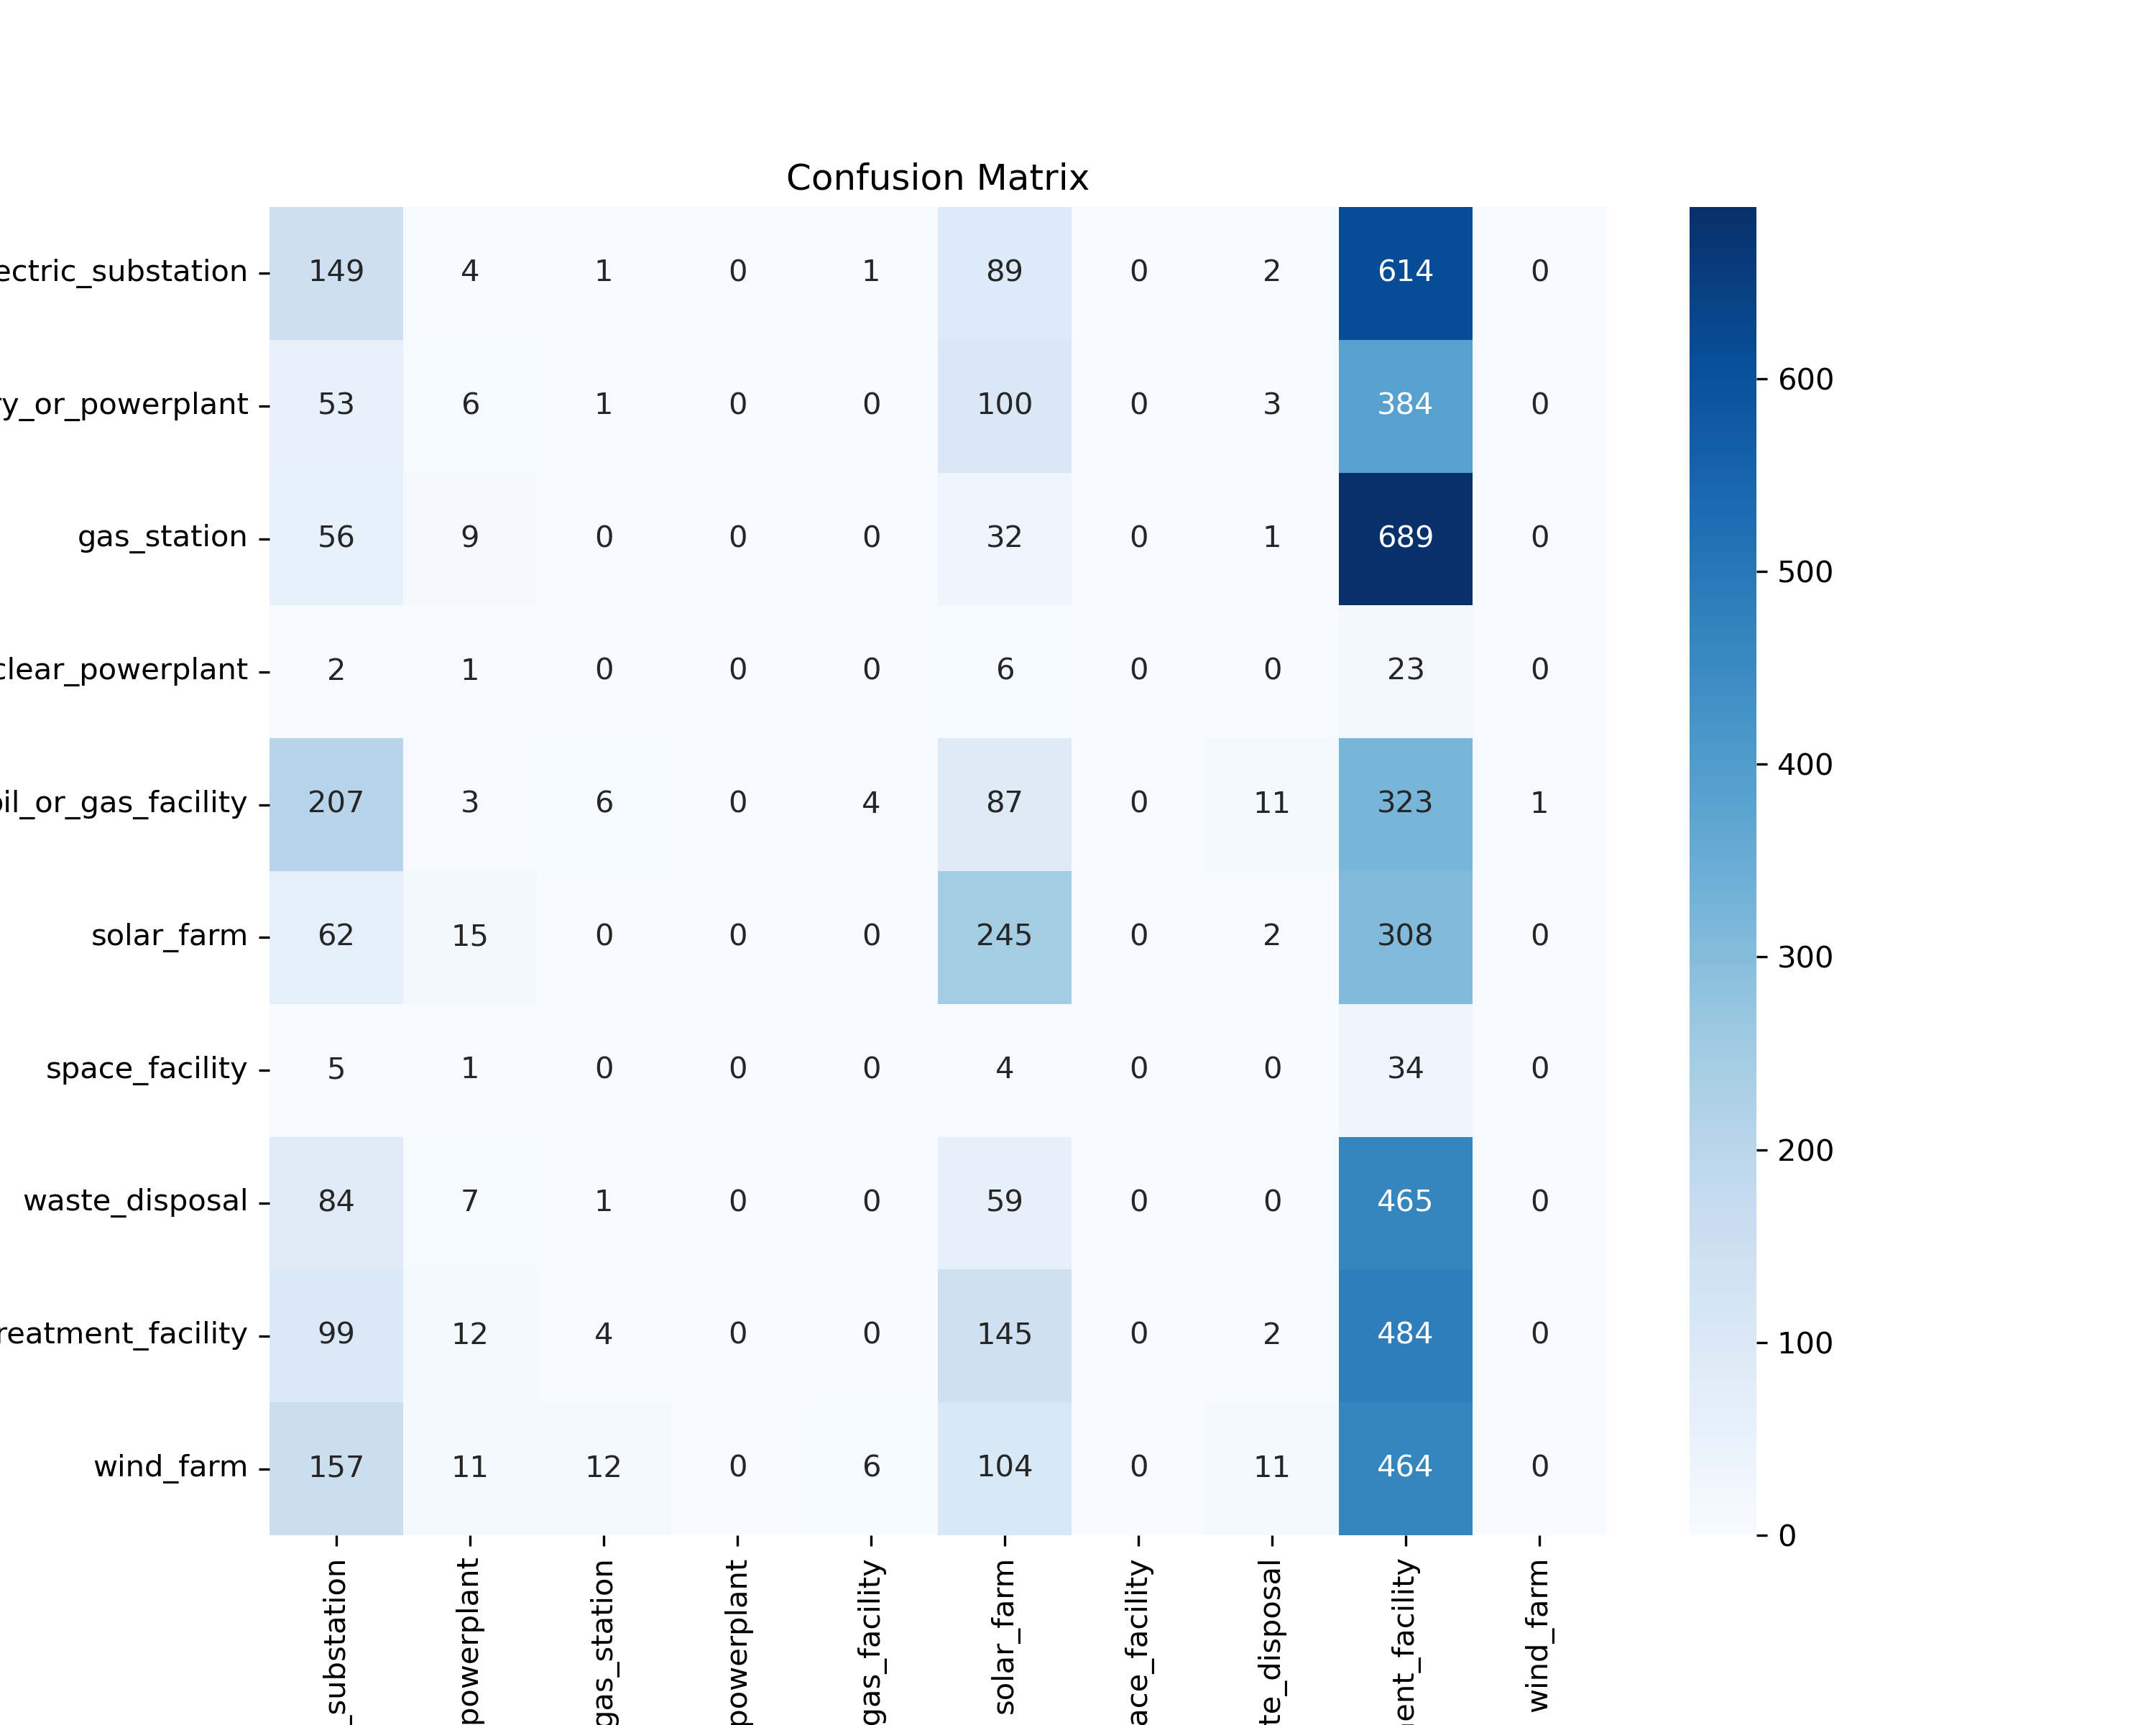 Confusion Matrix
ectric_substation 149 4 1 0 1 89 0 2 614 0
y_or_powerplant 53 6 1 0 0 100 0 3 384 0
gas_station 56 9 0 0 0 32 0 1 689 0
clear_powerplant 2 1 0 0 0 6 0 0 23 0
oil_or_gas_facility 207 3 6 0 4 87 0 11 323 1
solar_farm 62 15 0 0 0 245 0 2 308 0
space_facility 5 1 0 0 0 4 0 0 34 0
waste_disposal 84 7 1 0 0 59 0 0 465 0
reatment_facility 99 12 4 0 0 145 0 2 484 0
wind_farm 157 11 12 0 6 104 0 11 464 0
_substation
powerplant
gas_station
powerplant
gas_facility
solar_farm
ace_facility
te_disposal
ent_facility
wind_farm
600
500
400
300
200
100
0